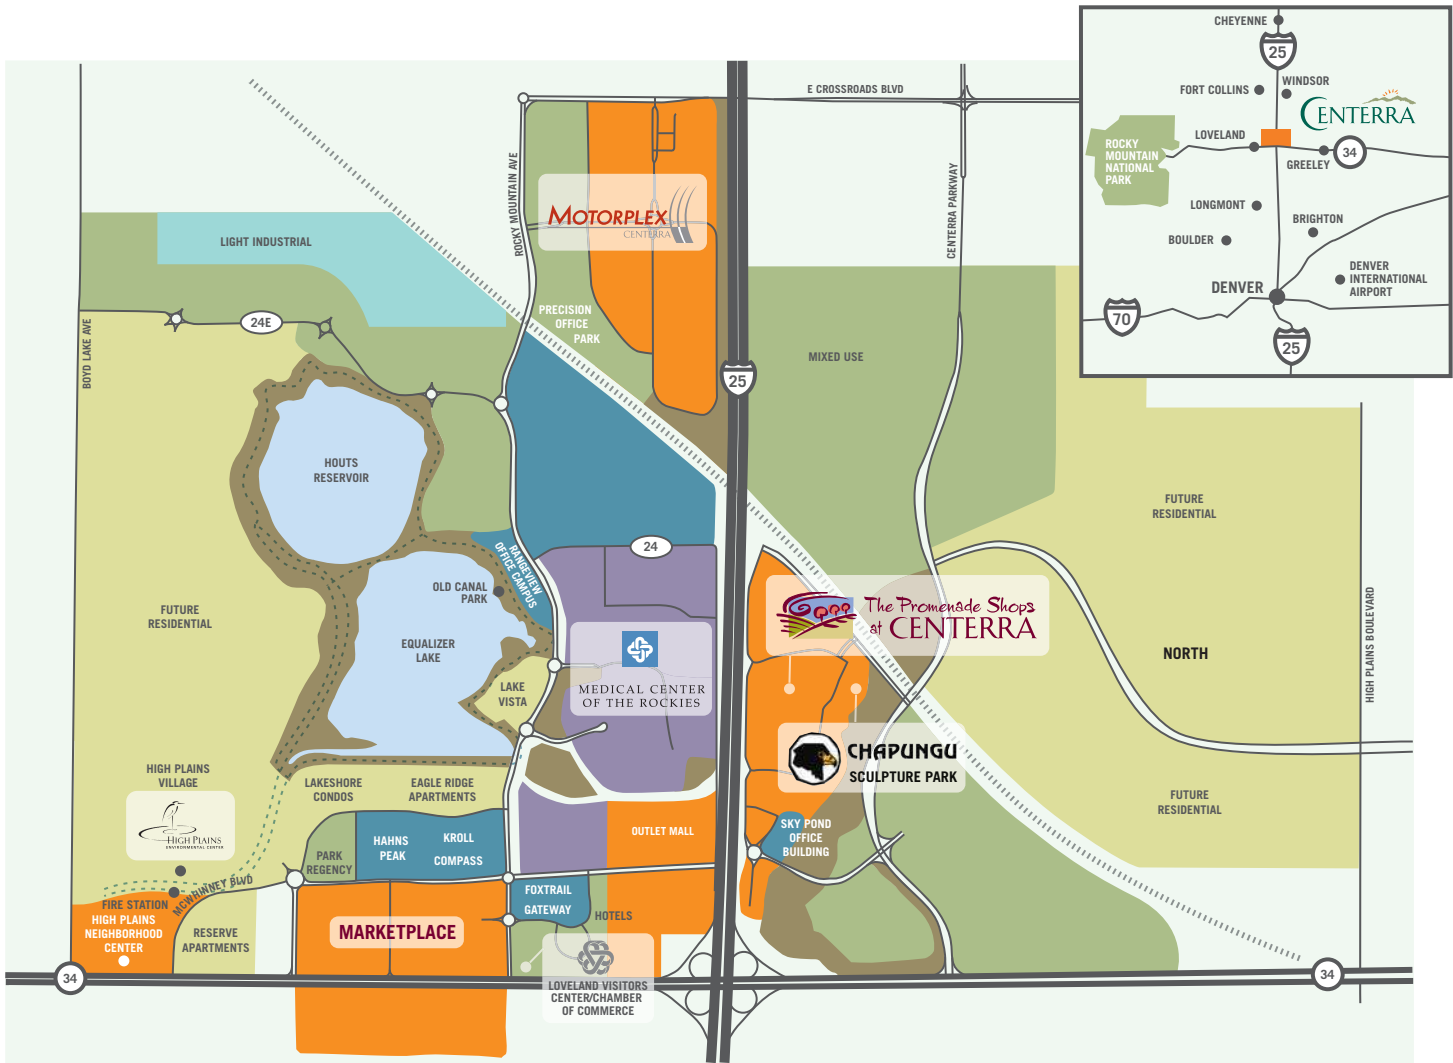 CHEYENNE
25
WINDSOR
FORT COLLINS
CENTERRA
LOVELAND
34
GREELEY
ROCKY
MOUNTAIN
NATIONAL
PARK
LONGMONT
BRIGHTON
BOULDER
DENVER
INTERNATIONAL
AIRPORT
DENVER
70
25
E CROSSROADS BLVD
ROCKY MOUNTAIN AVE
CENTERRA PARKWAY
MOTORPLEX
CENTERRA
LIGHT INDUSTRIAL
PRECISION
OFFICE
PARK
24E
BOYD LAKE AVE
MIXED USE
25
HOUTS
RESERVOIR
FUTURE
RESIDENTIAL
24
RANGEVIEW
OFFICE CAMPUS
OLD CANAL
PARK
FUTURE
RESIDENTIAL
EQUALIZER
LAKE
The Promenade Shops
at CENTERRA
HIGH PLAINS BOULEVARD
NORTH
MEDICAL CENTER
OF THE ROCKIES
LAKE
VISTA
CHAPUNGU
SCULPTURE PARK
HIGH PLAINS
VILLAGE
LAKESHORE
CONDOS
EAGLE RIDGE
APARTMENTS
FUTURE
RESIDENTIAL
HIGH PLAINS
ENVIRONMENTAL CENTER
HAHNS
PEAK
KROLL
COMPASS
OUTLET MALL
SKY POND
OFFICE
BUILDING
PARK
REGENCY
MCWHINNEY BLVD
FIRE STATION
HIGH PLAINS
NEIGHBORHOOD
CENTER
RESERVE
APARTMENTS
MARKETPLACE
FOXTRAIL
GATEWAY
HOTELS
LOVELAND VISITORS
CENTER/CHAMBER
OF COMMERCE
34
34